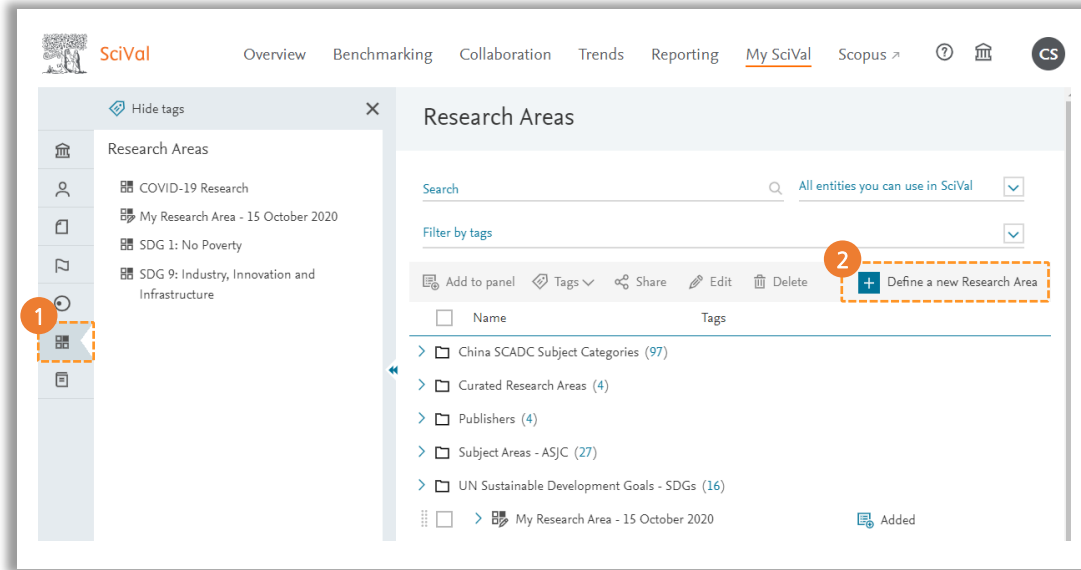 SciVal
Overview Benchmarking Collaboration Trends Reporting My SciVal Scopus ↗ ? CS
Hide tags
Research Areas
COVID-19 Research
My Research Area - 15 October 2020
SDG 1: No Poverty
SDG 9: Industry, Innovation and
Infrastructure
1
Research Areas
Search
All entities you can use in SciVal
Filter by tags
2
Add to panel Tags Share Edit Delete + Define a new Research Area
Name Tags
China SCADC Subject Categories (97)
Curated Research Areas (4)
Publishers (4)
Subject Areas - ASJC (27)
UN Sustainable Development Goals - SDGs (16)
My Research Area - 15 October 2020 Added